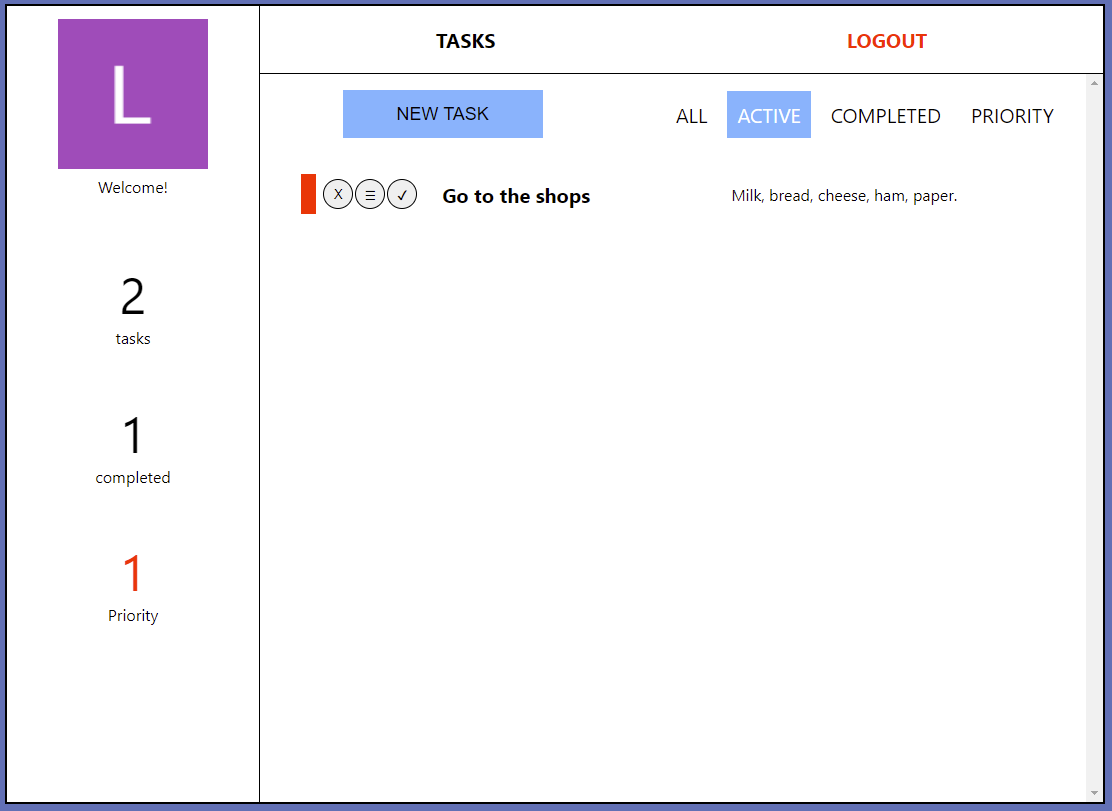 L
Welcome!
2
tasks
1
completed
1
Priority
TASKS LOGOUT
NEW TASK ALL ACTIVE COMPLETED PRIORITY
X ☰ ✓ Go to the shops Milk, bread, cheese, ham, paper.